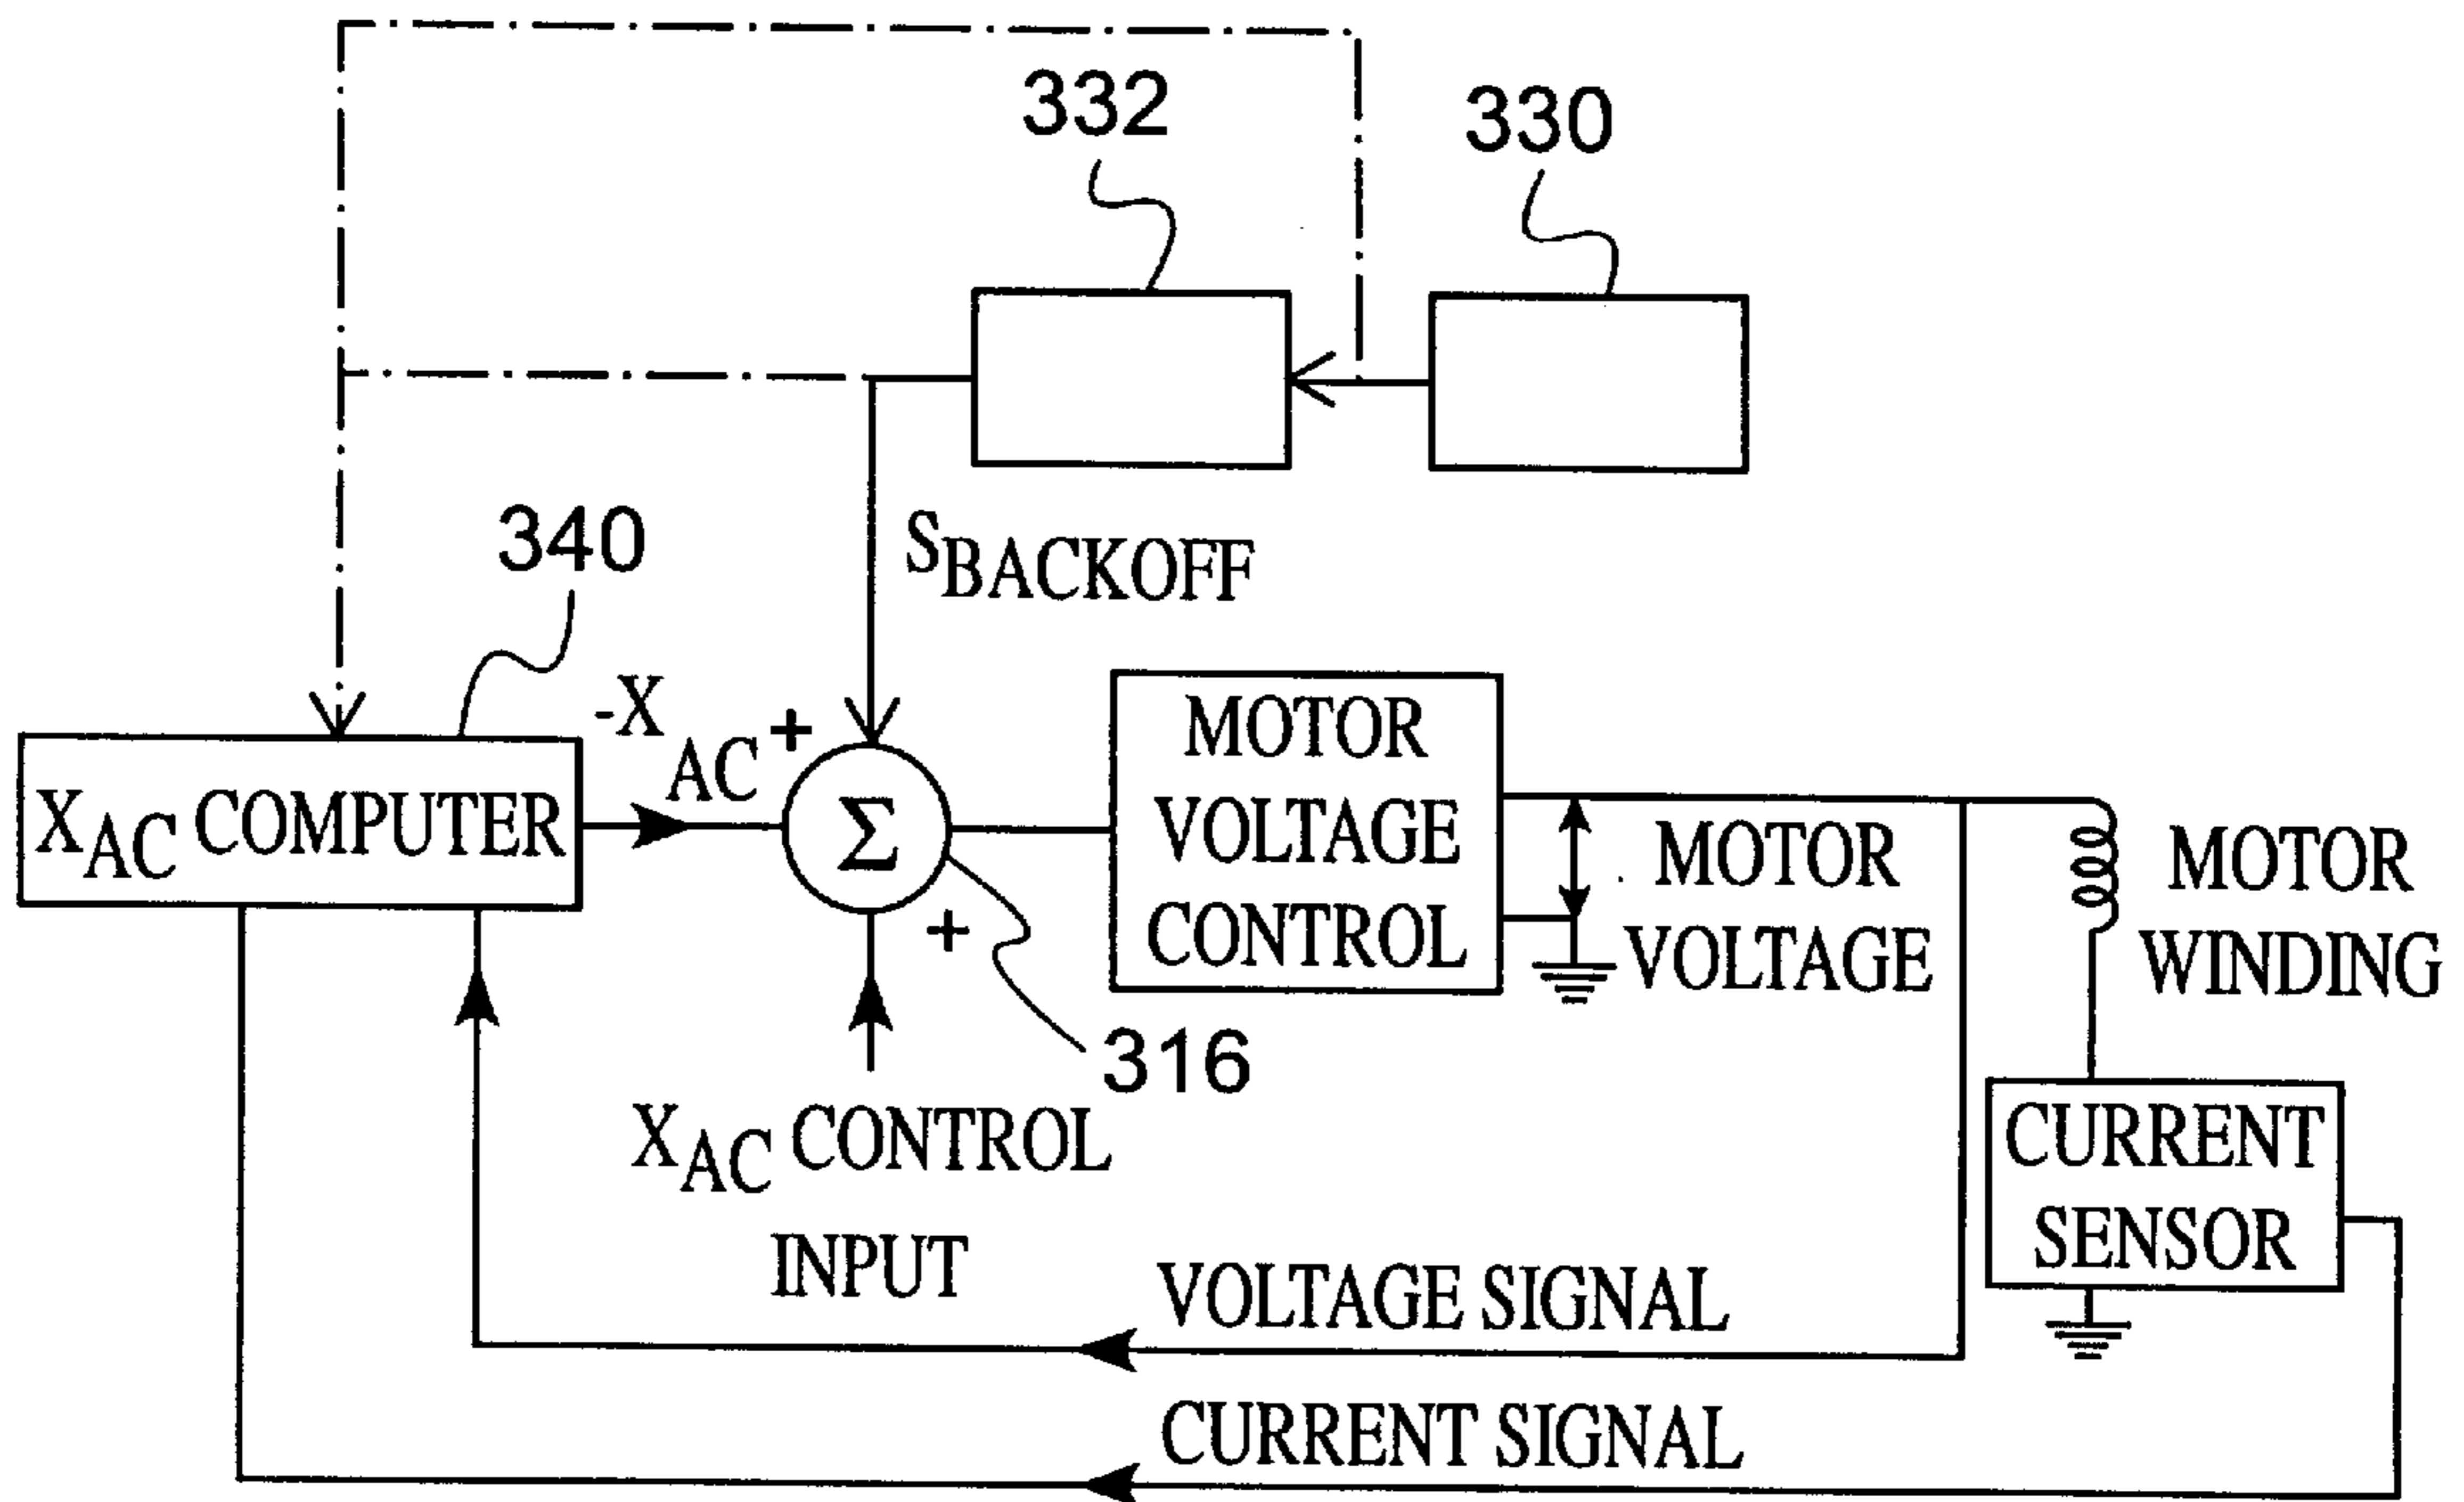 332
330
SBACKOFF
340
-XAC
+
XAC COMPUTER
Σ
+
MOTOR
VOLTAGE
CONTROL
MOTOR
VOLTAGE
MOTOR
WINDING
316
XAC CONTROL
INPUT
CURRENT
SENSOR
VOLTAGE SIGNAL
CURRENT SIGNAL